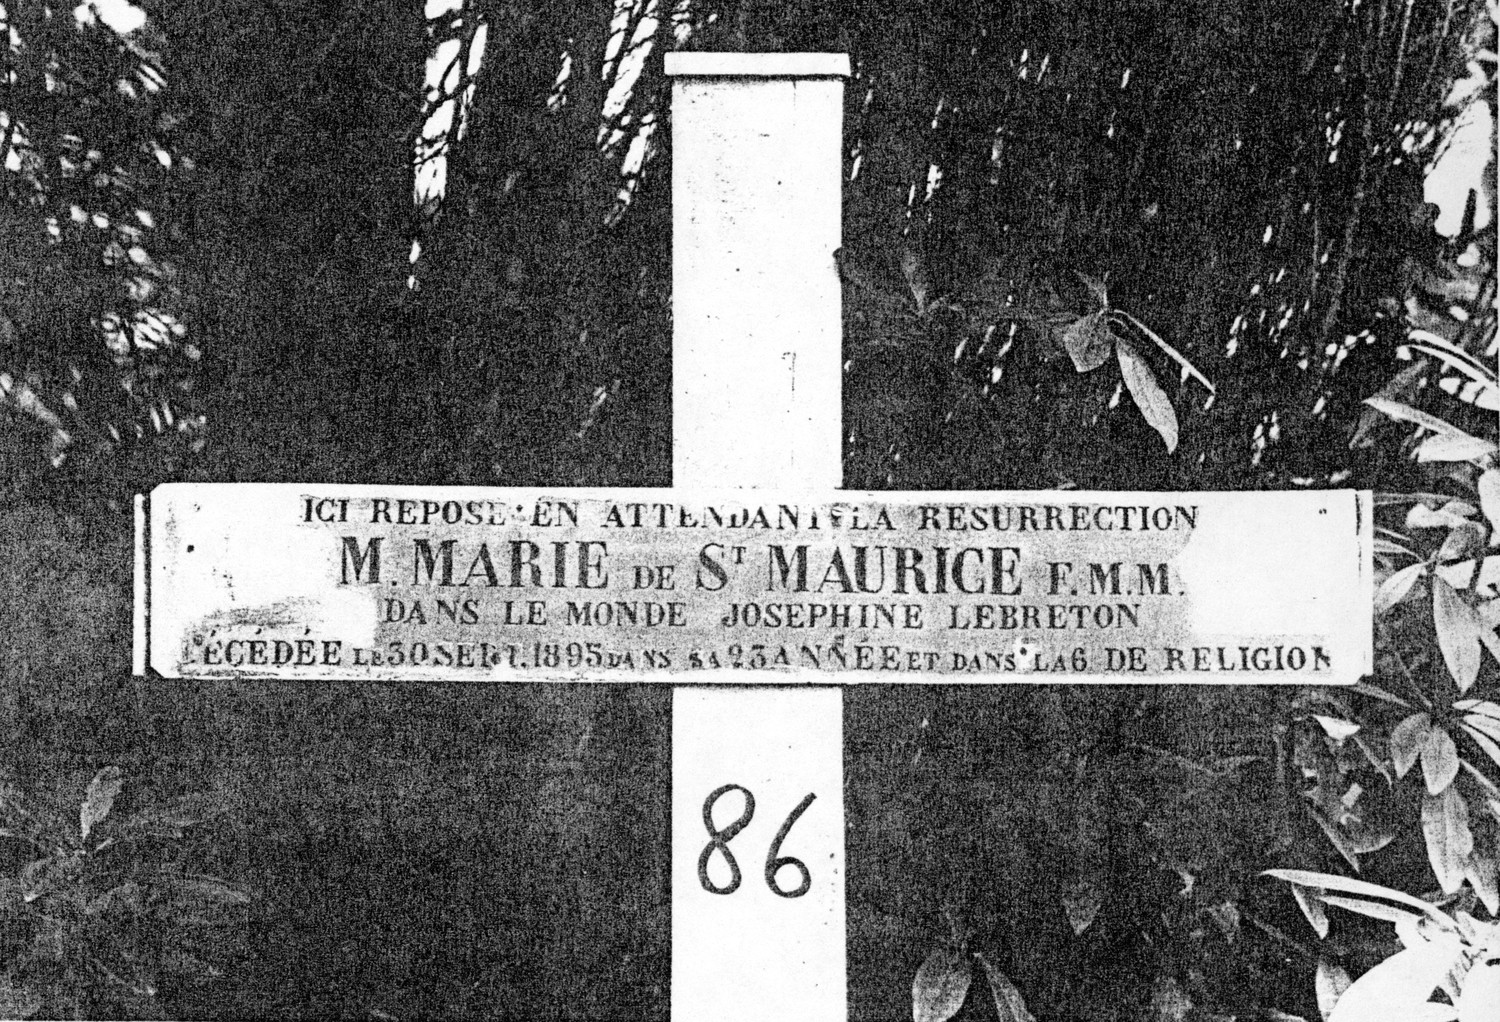 ICI REPOSE EN ATTENDANT LA RESURRECTION
M. MARIE DE ST MAURICE F.M.M.
DANS LE MONDE JOSEPHINE LEBRETON
DÉCÉDÉE LE 30 SEPT. 1895 DANS SA 23 ANNÉE ET DANS LA 6 DE RELIGION
86